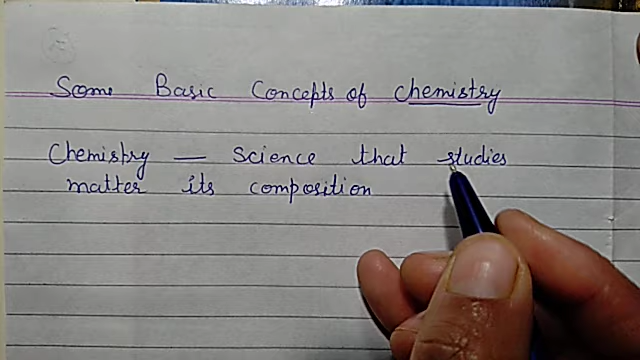 Some Basic Concepts of Chemistry
Chemistry — Science that studies
matter its composition